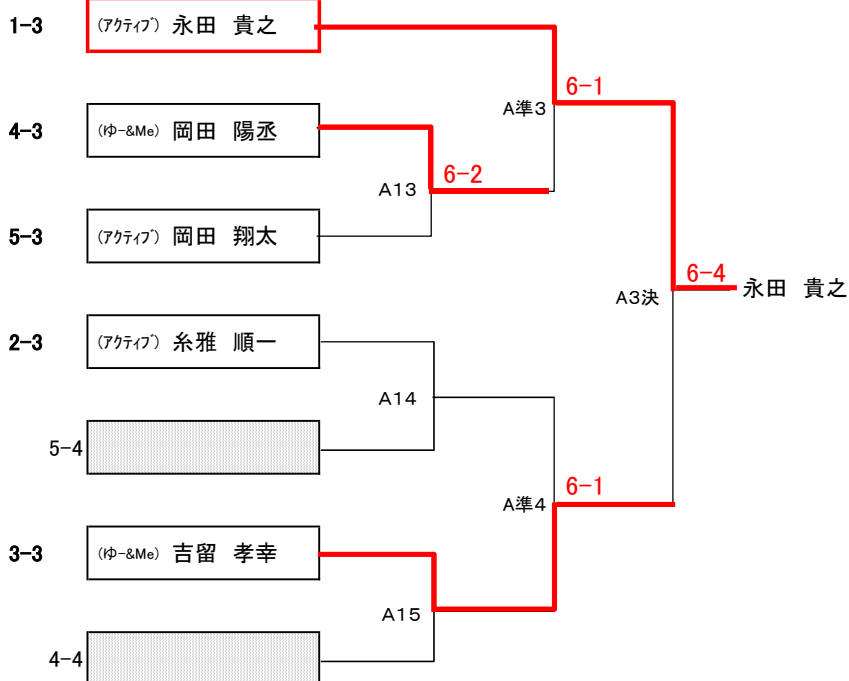 1-3 (アクティブ) 永田 貴之
6-1
A準3
4-3 (ゆ-&Me) 岡田 陽丞
6-2
A13
5-3 (アクティブ) 岡田 翔太
6-4
永田 貴之
A3決
2-3 (アクティブ) 糸雅 順一
A14
5-4
6-1
A準4
3-3 (ゆ-&Me) 吉留 孝幸
A15
4-4